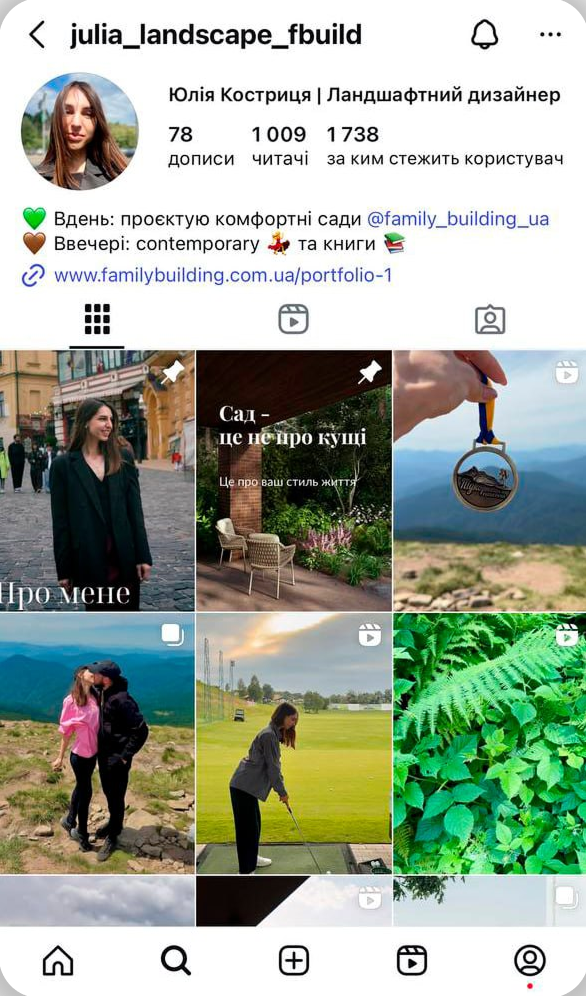 julia_landscape_fbuild
Юлія Костриця | Ландшафтний дизайнер
78 1 009 1 738
дописи читачі за ким стежить користувач
💚 Вдень: проєктую комфортні сади @family_building_ua
🤎 Ввечері: contemporary 💃 та книги 📚
www.familybuilding.com.ua/portfolio-1
Сад –
це не про кущі
Це про ваш стиль життя
Про мене